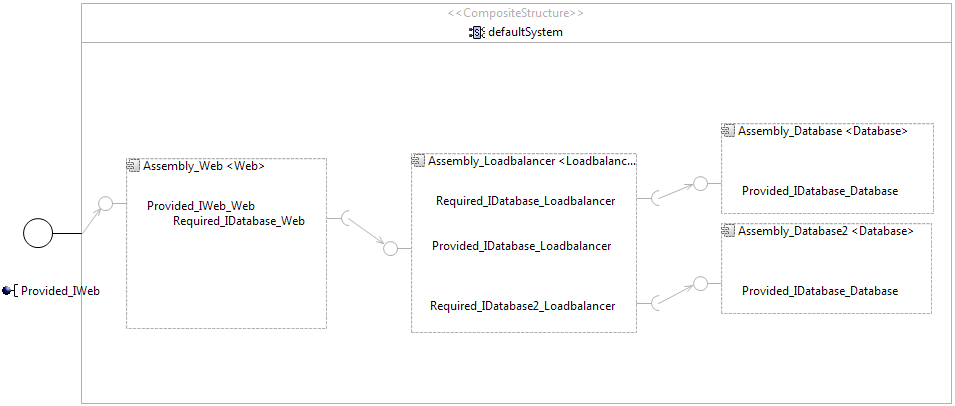 <<CompositeStructure>>
defaultSystem
Assembly_Web <Web>
Provided_IWeb_Web
Required_IDatabase_Web
Provided_IWeb
Assembly_Loadbalancer <Loadbalanc...
Required_IDatabase_Loadbalancer
Provided_IDatabase_Loadbalancer
Required_IDatabase2_Loadbalancer
Assembly_Database <Database>
Provided_IDatabase_Database
Assembly_Database2 <Database>
Provided_IDatabase_Database